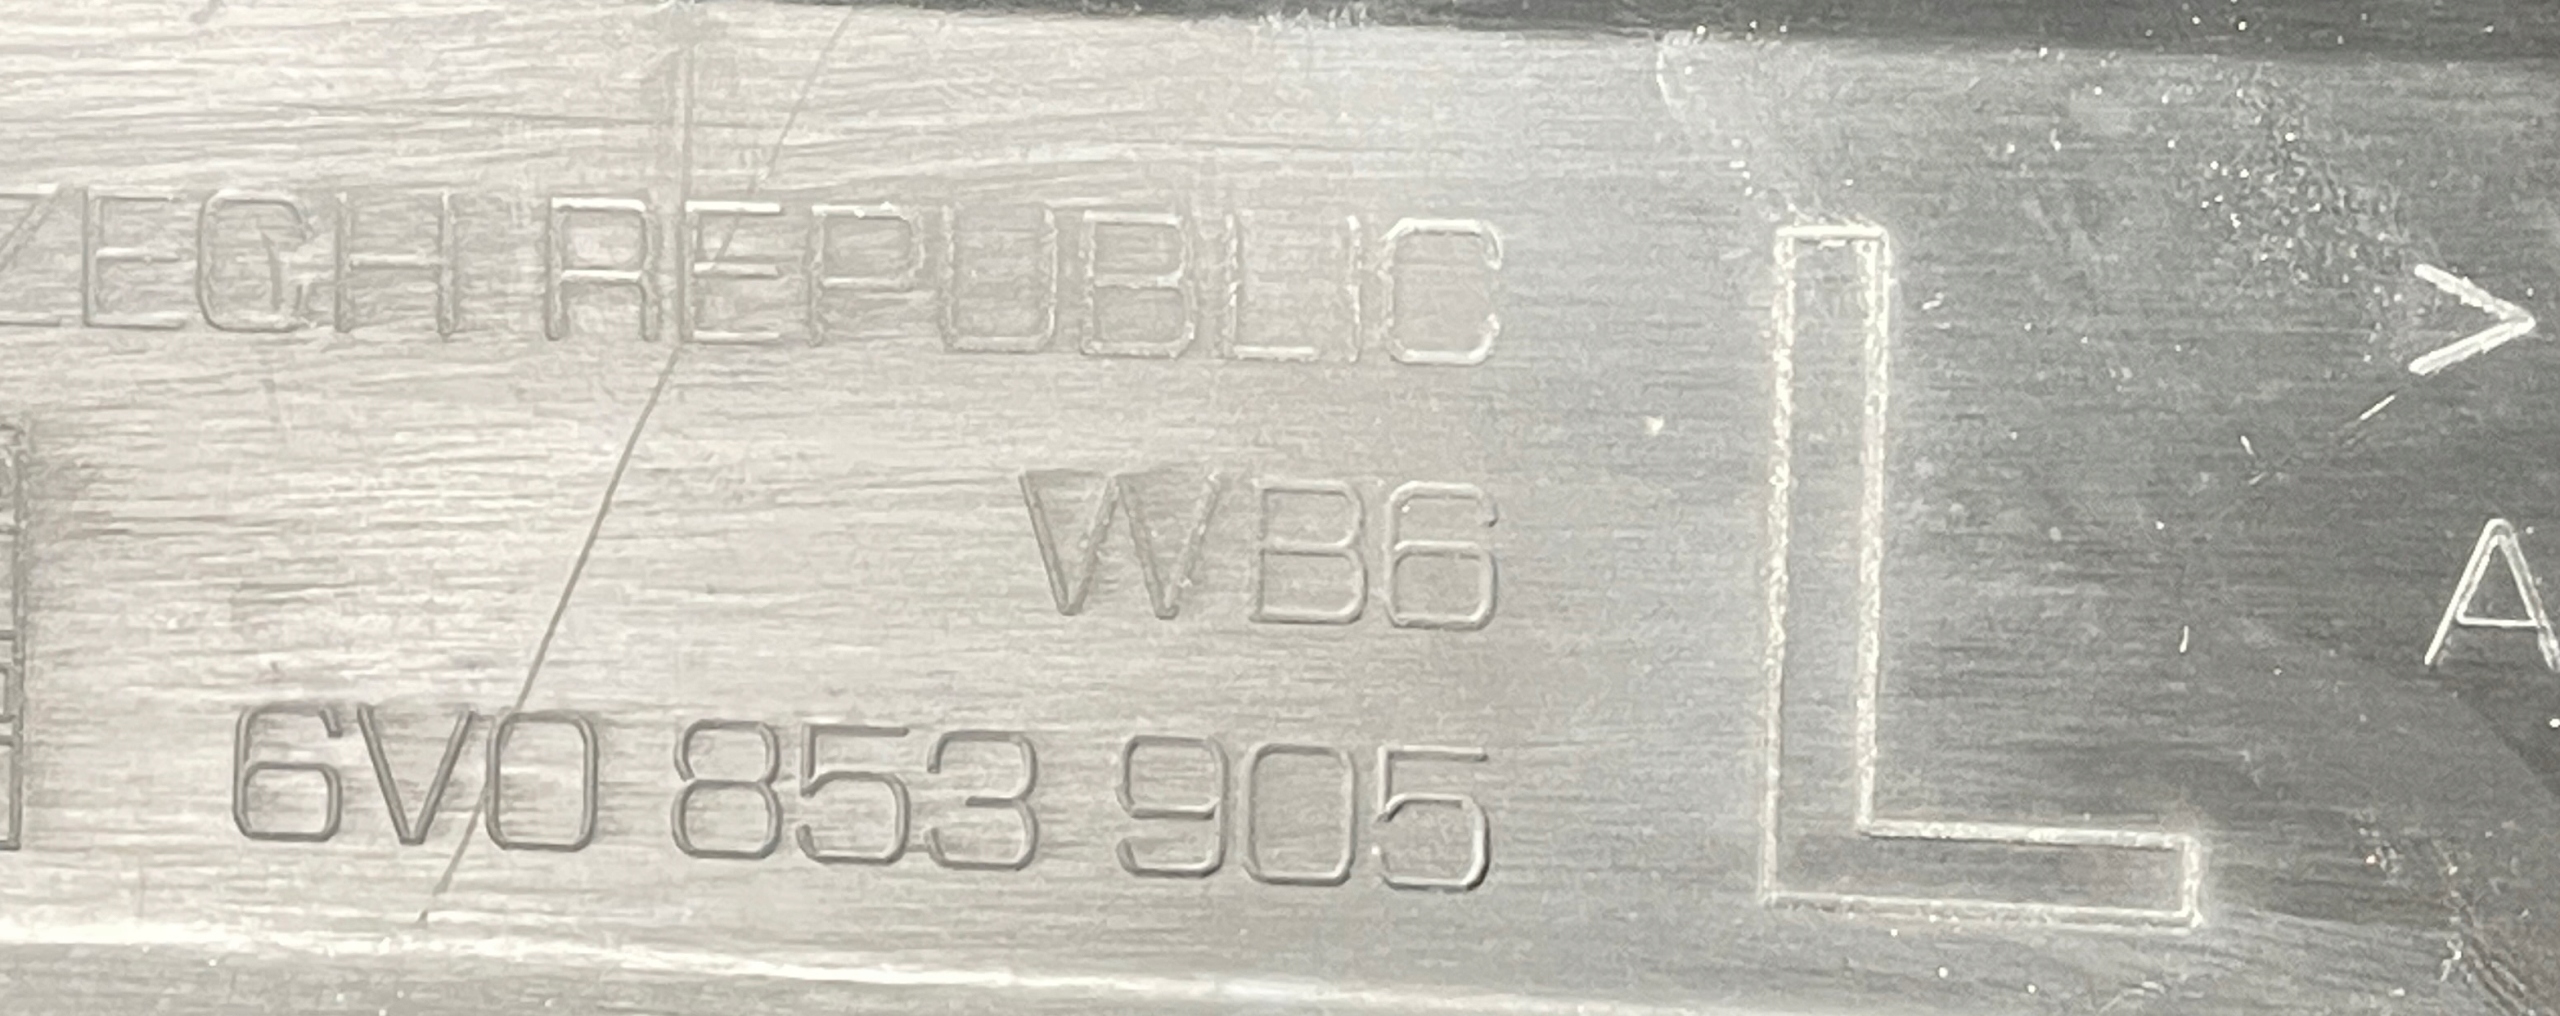 ZECH REPUBLIC
>
WB6
L
A
6V0 853 905